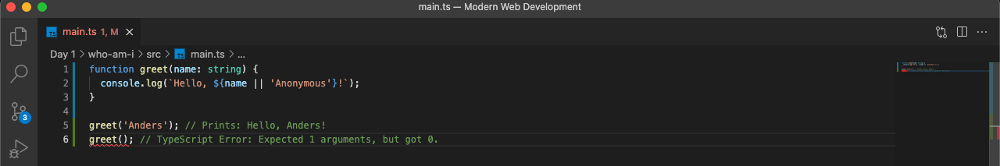 main.ts — Modern Web Development
TS main.ts 1, M
Day 1 > who-am-i > src > TS main.ts > ...
1 function greet(name: string) {
2 console.log(`Hello, ${name || 'Anonymous'}!`);
3 }
4
5 greet('Anders'); // Prints: Hello, Anders!
6 greet(); // TypeScript Error: Expected 1 arguments, but got 0.
3